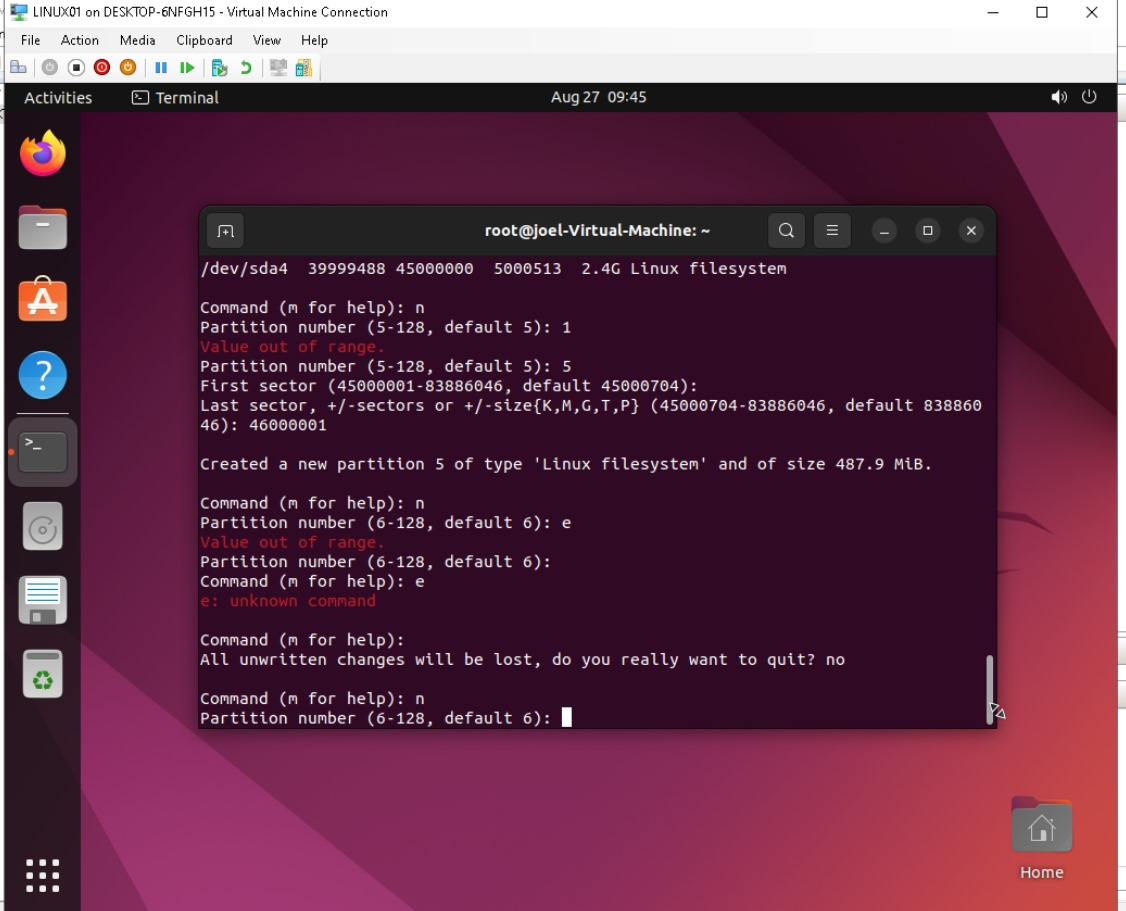 LINUX01 on DESKTOP-6NFGH15 - Virtual Machine Connection
File Action Media Clipboard View Help
Activities Terminal Aug 27 09:45
root@joel-Virtual-Machine: ~
/dev/sda4  39999488 45000000  5000513  2.4G Linux filesystem
Command (m for help): n
Partition number (5-128, default 5): 1
Value out of range.
Partition number (5-128, default 5): 5
First sector (45000001-83886046, default 45000704):
Last sector, +/-sectors or +/-size{K,M,G,T,P} (45000704-83886046, default 838860
46): 46000001
Created a new partition 5 of type 'Linux filesystem' and of size 487.9 MiB.
Command (m for help): n
Partition number (6-128, default 6): e
Value out of range.
Partition number (6-128, default 6):
Command (m for help): e
e: unknown command
Command (m for help):
All unwritten changes will be lost, do you really want to quit? no
Command (m for help): n
Partition number (6-128, default 6):
Home